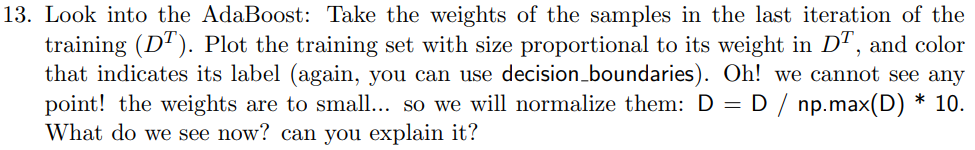 13. Look into the AdaBoost: Take the weights of the samples in the last iteration of the
training (D^T). Plot the training set with size proportional to its weight in D^T, and color
that indicates its label (again, you can use decision_boundaries). Oh! we cannot see any
point! the weights are to small... so we will normalize them: D = D / np.max(D) * 10.
What do we see now? can you explain it?